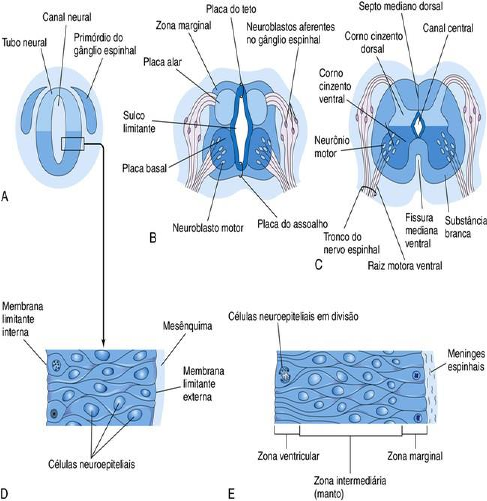 Canal neural
Tubo neural
Primórdio do
gânglio espinhal
A
Placa do teto
Zona marginal
Neuroblastos aferentes
no gânglio espinhal
Placa alar
Sulco
limitante
Placa basal
Neuroblasto motor
Placa do assoalho
B
Septo mediano dorsal
Corno cinzento
dorsal
Canal central
Corno
cinzento
ventral
Neurônio
motor
Tronco do
nervo espinhal
Raiz motora ventral
Fissura
mediana
ventral
Substância
branca
C
Membrana
limitante
interna
Mesênquima
Membrana
limitante
externa
Células neuroepiteliais
D
Células neuroepiteliais em divisão
Meninges
espinhais
Zona ventricular
Zona marginal
Zona intermediária
(manto)
E